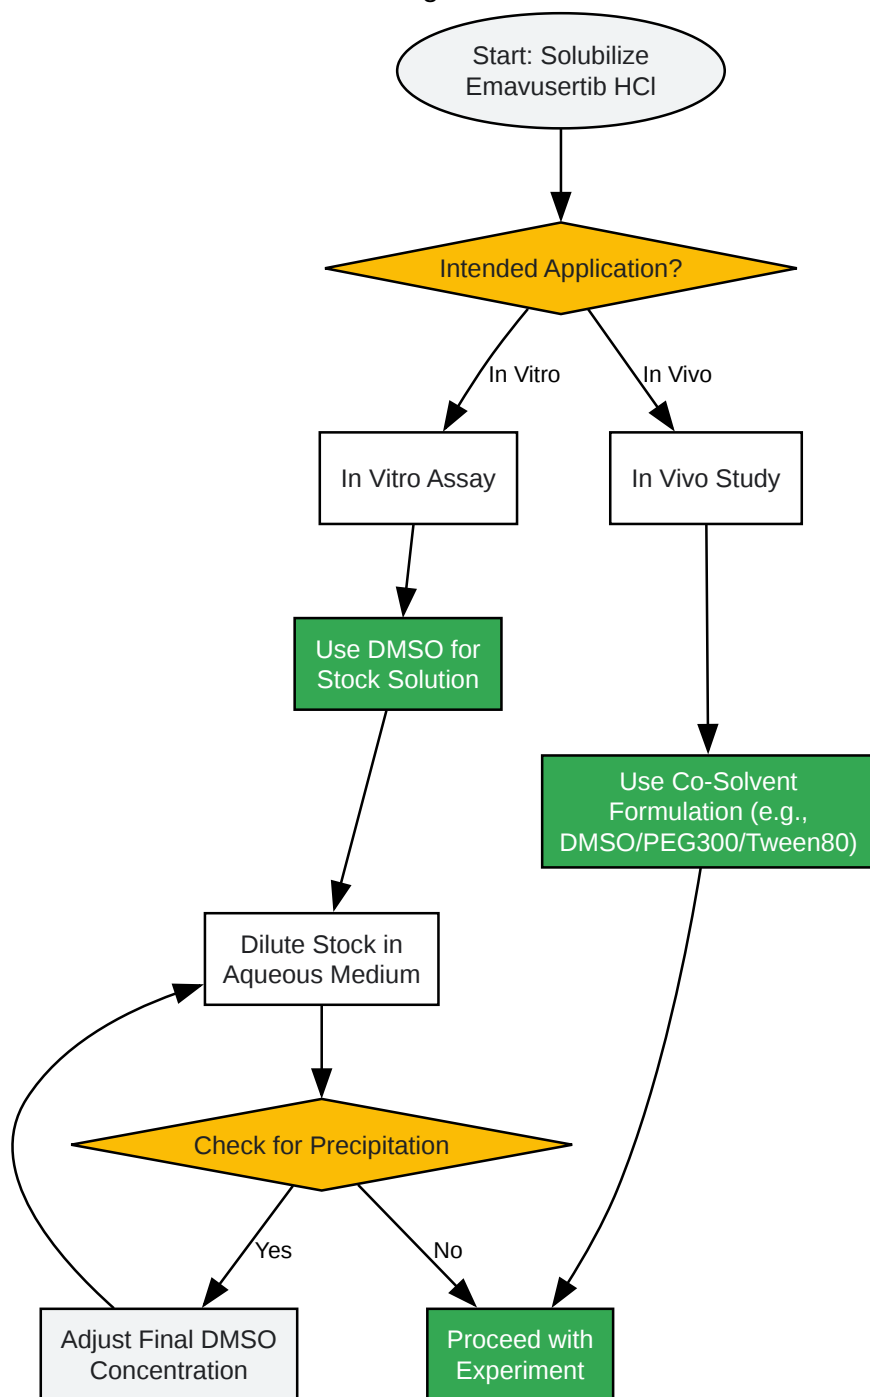 Start: Solubilize
Emavusertib HCl
Intended Application?
In Vitro
In Vivo
In Vitro Assay
In Vivo Study
Use DMSO for
Stock Solution
Use Co-Solvent
Formulation (e.g.,
DMSO/PEG300/Tween80)
Dilute Stock in
Aqueous Medium
Check for Precipitation
Yes
No
Adjust Final DMSO
Concentration
Proceed with
Experiment